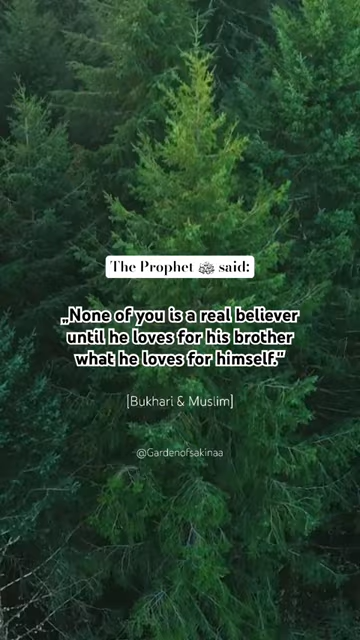 The Prophet ﷺ said:
„None of you is a real believer
until he loves for his brother
what he loves for himself."
[Bukhari & Muslim]
@Gardenofsakinaa